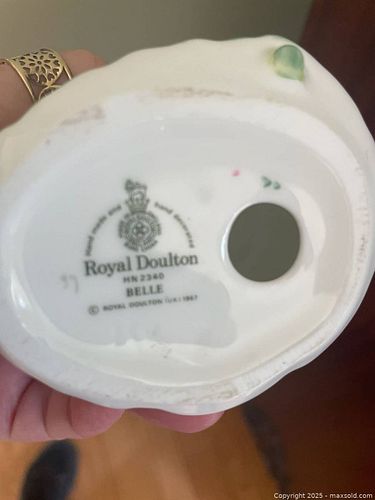 Hand made and hand decorated
Royal Doulton
HN 2340
BELLE
© ROYAL DOULTON (UK) 1967
Copyright 2025 - maxsold.com